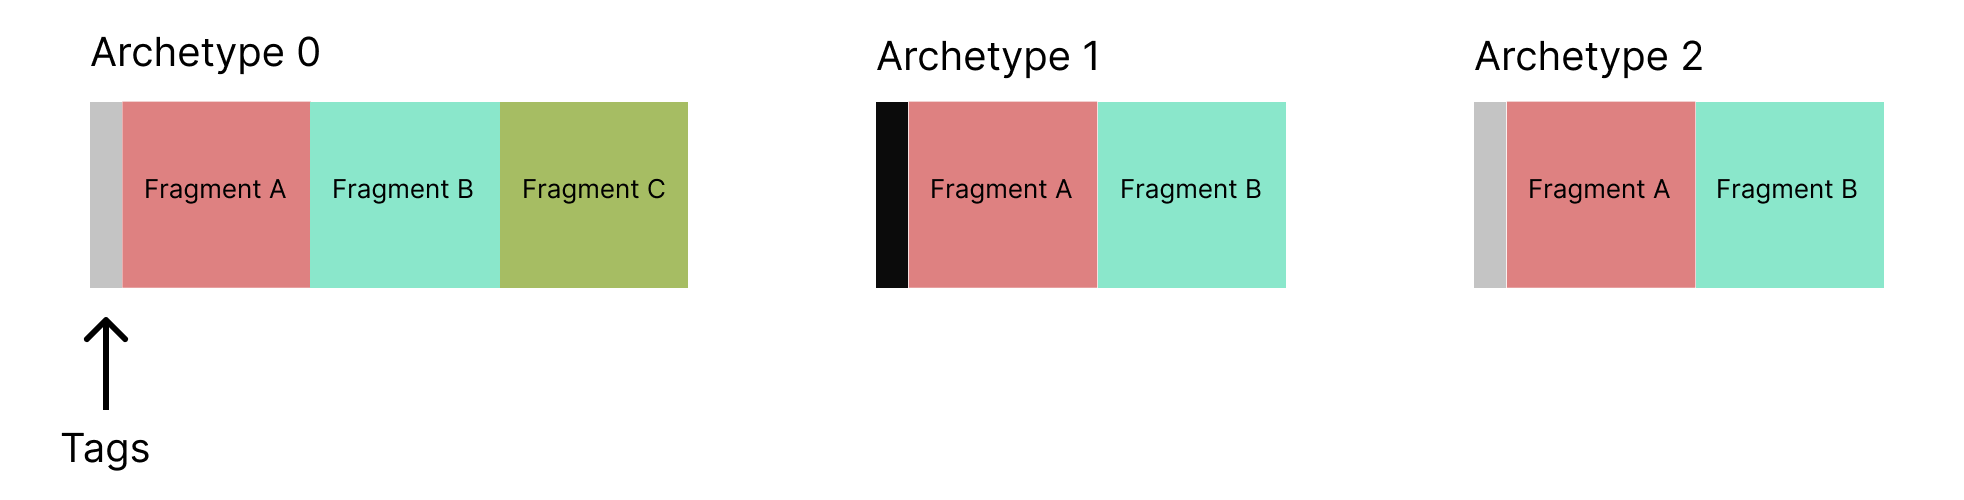 Archetype 0
Fragment A
Fragment B
Fragment C
Tags
Archetype 1
Fragment A
Fragment B
Archetype 2
Fragment A
Fragment B